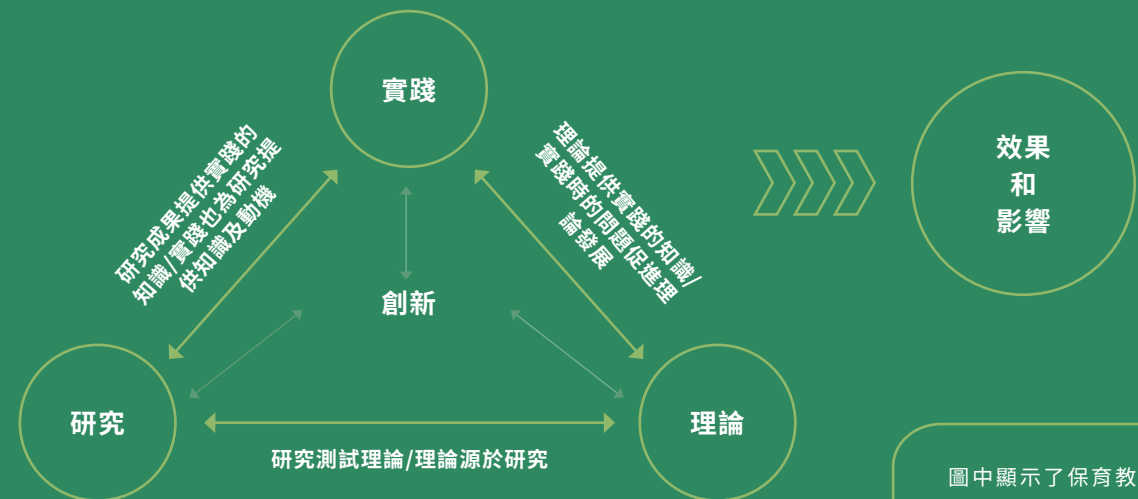 實踐
研究成果提供實踐的
知識/實踐也為研究提
供知識及動機
理論提供實踐的知識/
實踐時的問題促進理
論發展
效果
和
影響
創新
研究
理論
研究測試理論/理論源於研究
圖中顯示了保育教